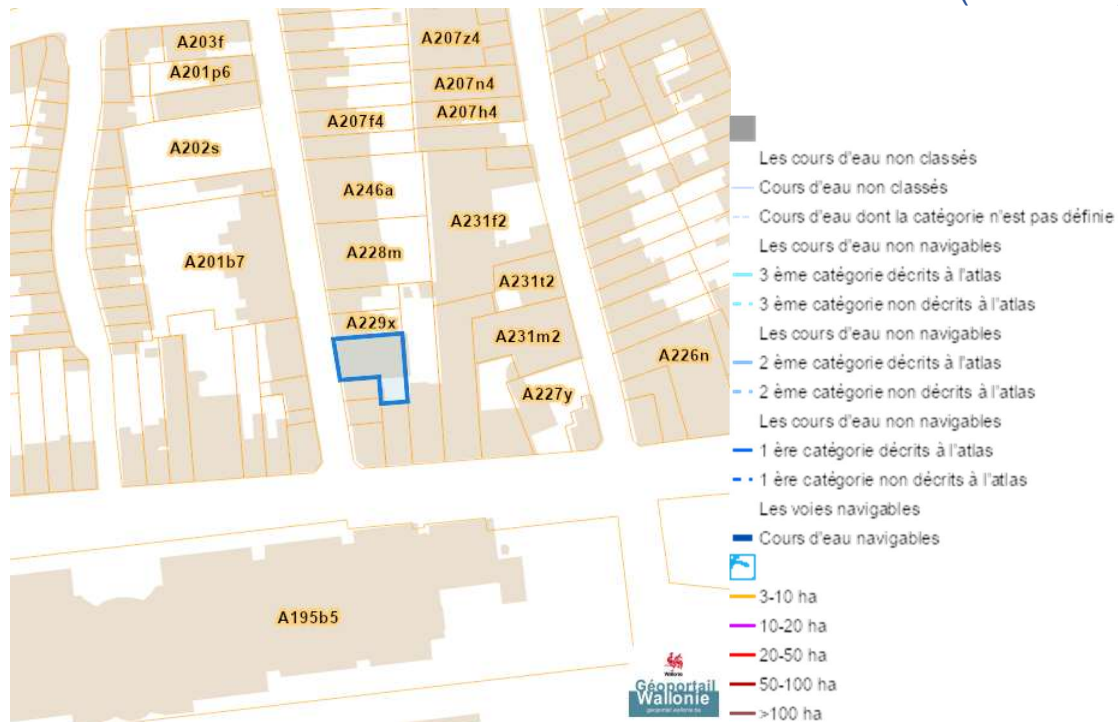 A203f
A207z4
A201p6
A207n4
A207f4
A207h4
A202s
A246a
A231f2
A228m
A201b7
A231t2
A229x
A231m2
A226n
A227y
A195b5
Wallonie
Géoportail
Wallonie
geoportail.wallonie.be
Les cours d'eau non classés
Cours d'eau non classés
Cours d'eau dont la catégorie n'est pas définie
Les cours d'eau non navigables
3 ème catégorie décrits à l'atlas
3 ème catégorie non décrits à l'atlas
Les cours d'eau non navigables
2 ème catégorie décrits à l'atlas
2 ème catégorie non décrits à l'atlas
Les cours d'eau non navigables
1 ère catégorie décrits à l'atlas
1 ère catégorie non décrits à l'atlas
Les voies navigables
Cours d'eau navigables
3-10 ha
10-20 ha
20-50 ha
50-100 ha
>100 ha